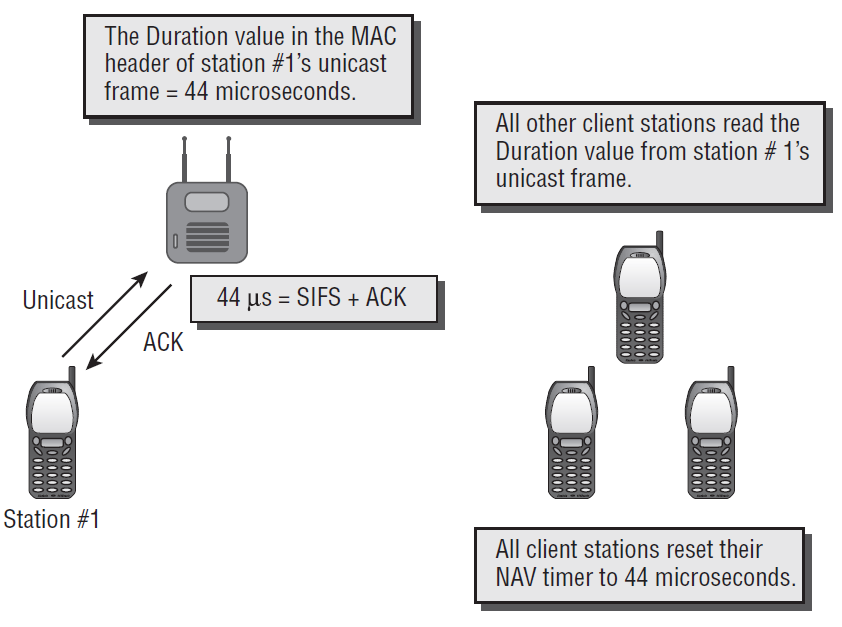 The Duration value in the MAC
header of station #1’s unicast
frame = 44 microseconds.
All other client stations read the
Duration value from station # 1’s
unicast frame.
Unicast
44 μs = SIFS + ACK
ACK
Station #1
All client stations reset their
NAV timer to 44 microseconds.